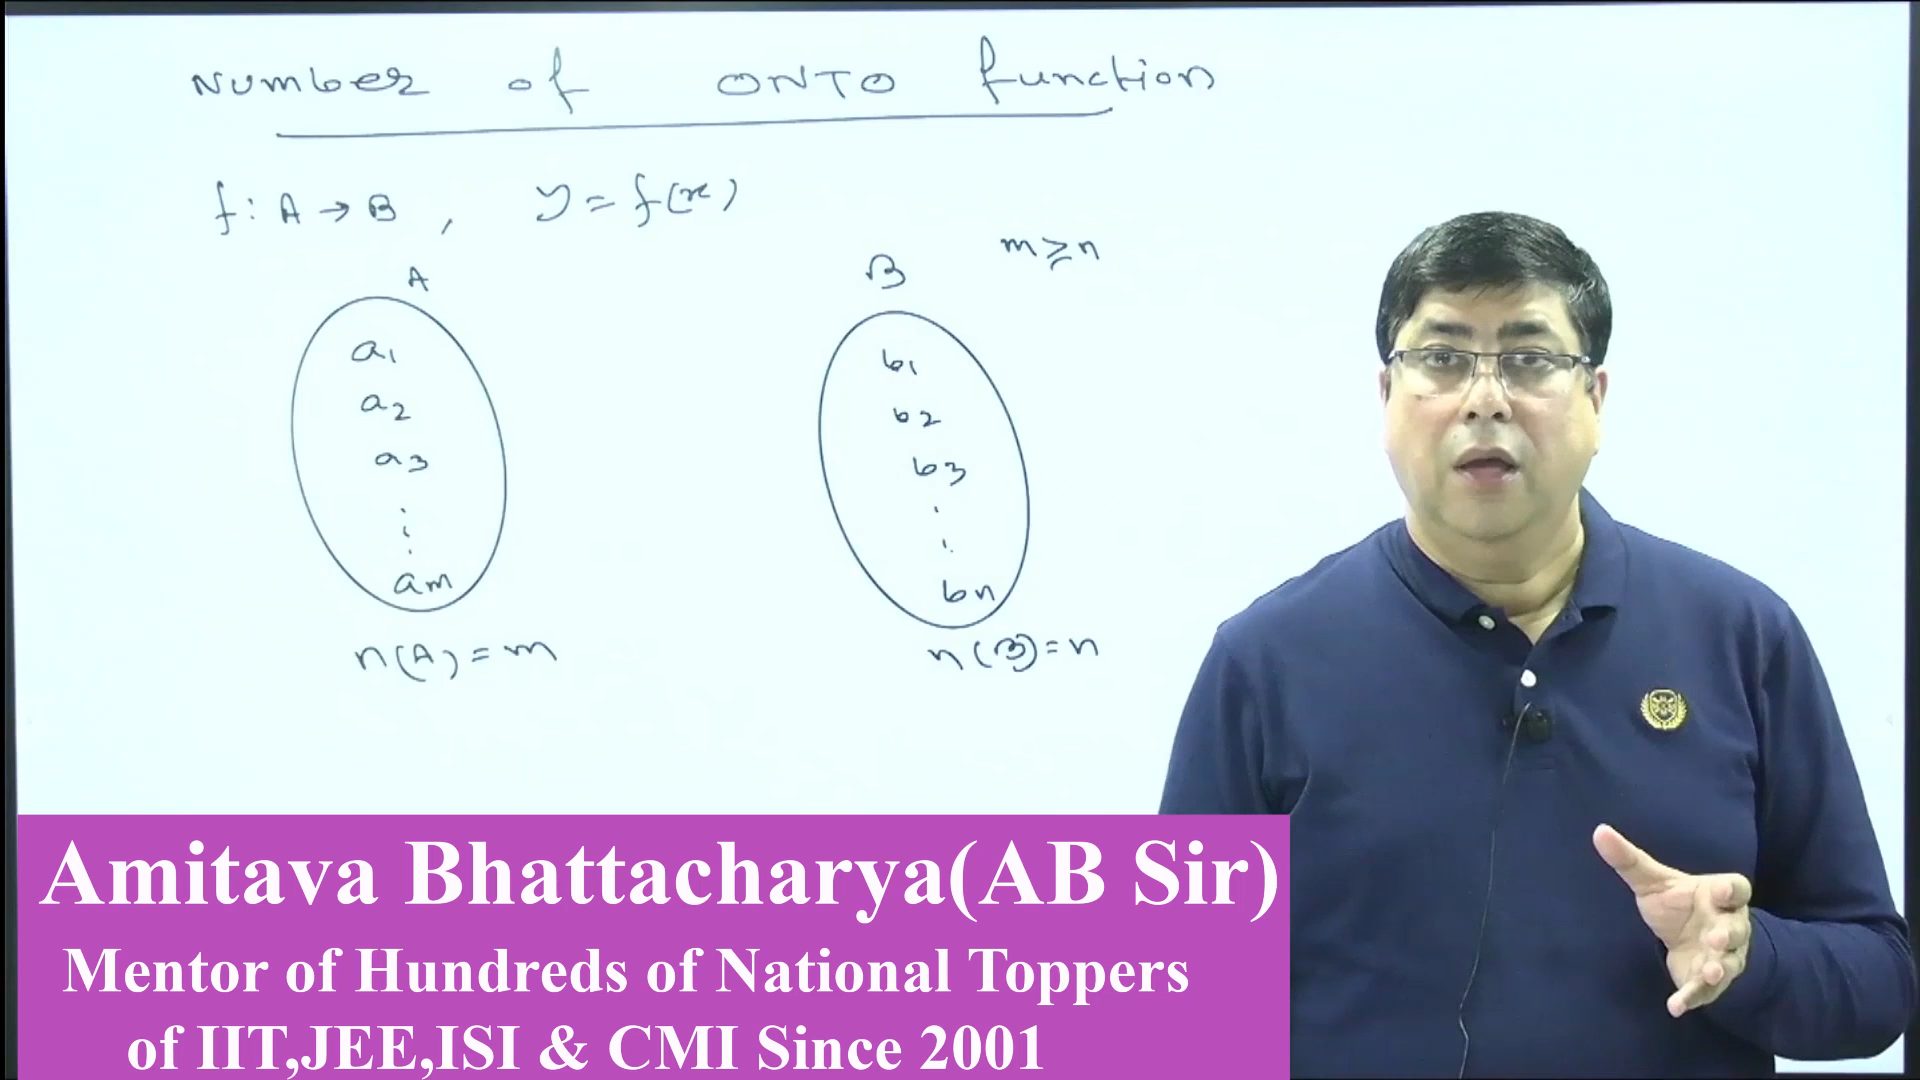 Number of ONTO function
f: A → B , y = f(x)
m ≥ n
A
B
a1
a2
a3
am
b1
b2
b3
bn
n(A) = m
n(B) = n
Amitava Bhattacharya(AB Sir)
Mentor of Hundreds of National Toppers
of IIT,JEE,ISI & CMI Since 2001